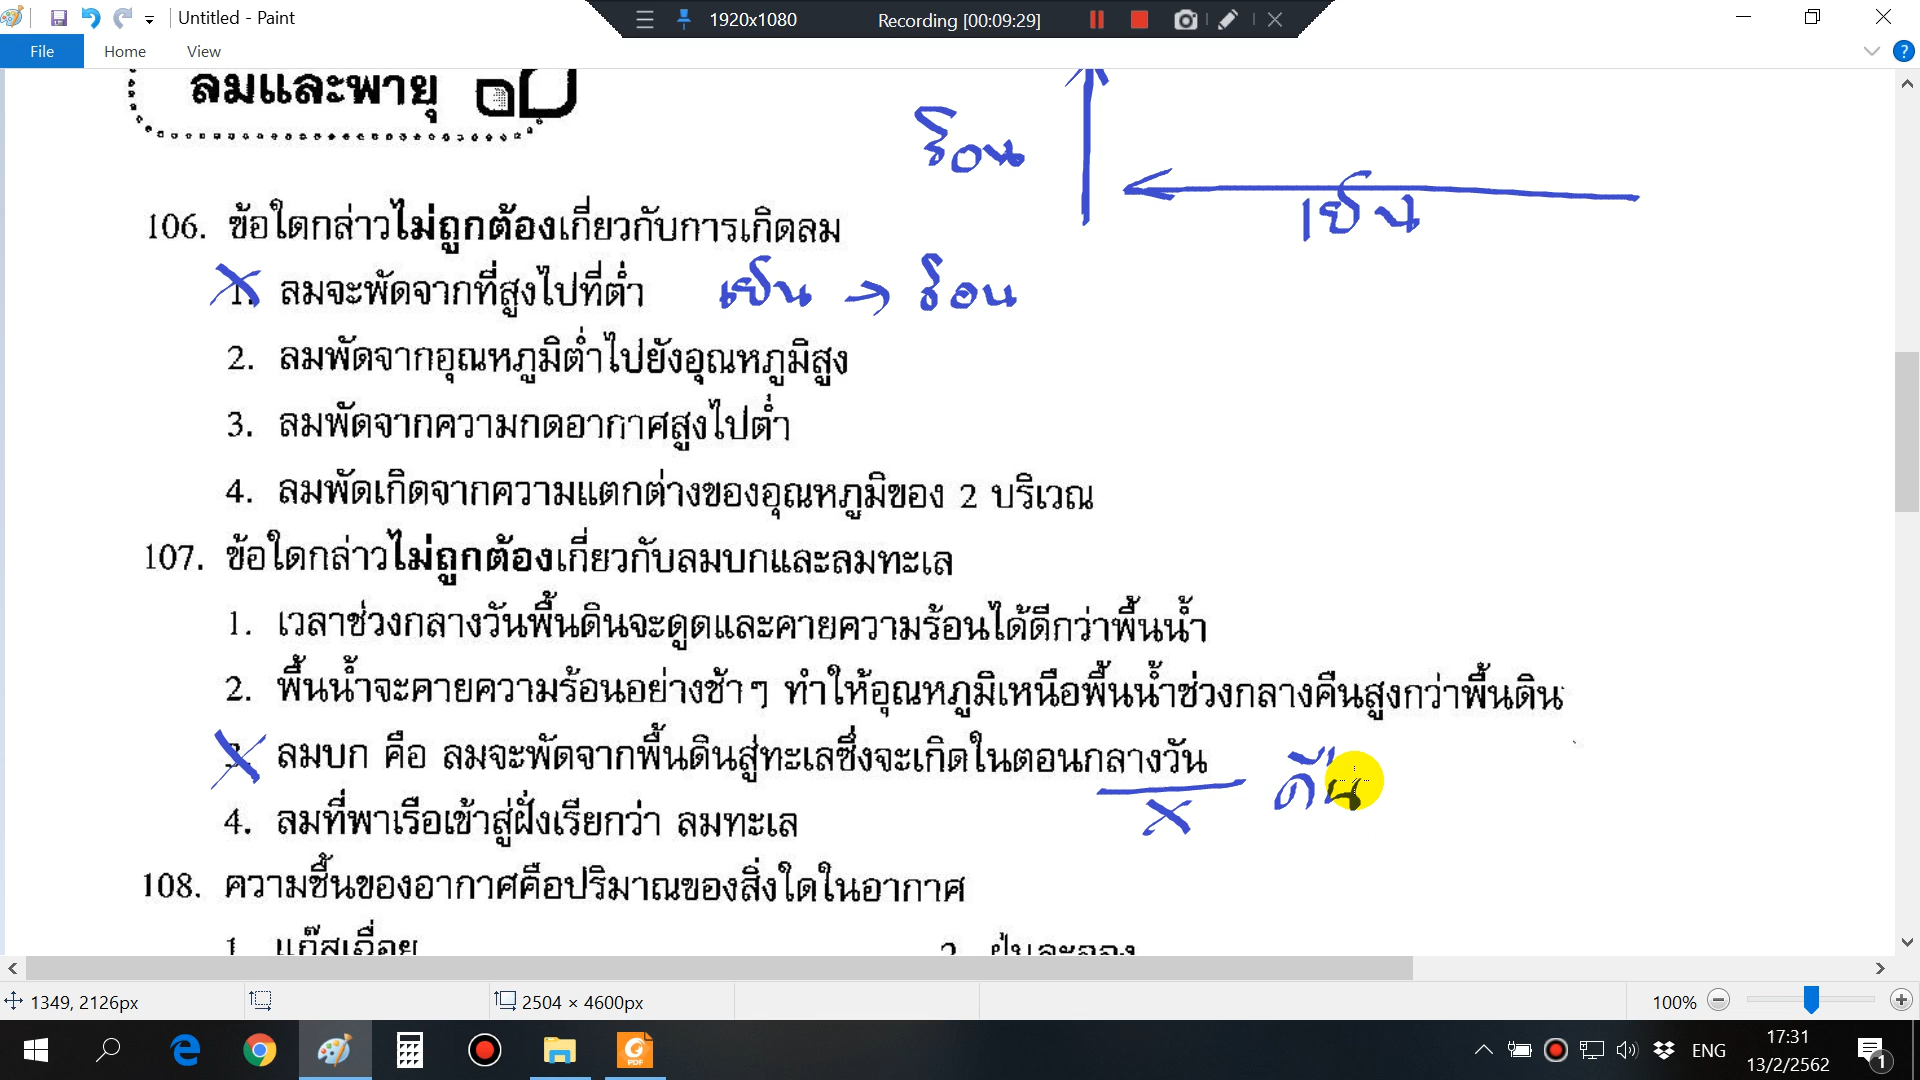 Untitled - Paint
1920x1080
Recording [00:09:29]
File Home View
ลมและพายุ
ร้อน
เย็น
106. ข้อใดกล่าวไม่ถูกต้องเกี่ยวกับการเกิดลม
1. ลมจะพัดจากที่สูงไปที่ต่ำ เย็น → ร้อน
2. ลมพัดจากอุณหภูมิต่ำไปยังอุณหภูมิสูง
3. ลมพัดจากความกดอากาศสูงไปต่ำ
4. ลมพัดเกิดจากความแตกต่างของอุณหภูมิของ 2 บริเวณ
107. ข้อใดกล่าวไม่ถูกต้องเกี่ยวกับลมบกและลมทะเล
1. เวลาช่วงกลางวันพื้นดินจะดูดและคายความร้อนได้ดีกว่าพื้นน้ำ
2. พื้นน้ำจะคายความร้อนอย่างช้าๆ ทำให้อุณหภูมิเหนือพื้นน้ำช่วงกลางคืนสูงกว่าพื้นดิน
3. ลมบก คือ ลมจะพัดจากพื้นดินสู่ทะเลซึ่งจะเกิดในตอนกลางวัน คืน
x
4. ลมที่พาเรือเข้าสู่ฝั่งเรียกว่า ลมทะเล
108. ความชื้นของอากาศคือปริมาณของสิ่งใดในอากาศ
1. แก๊สเฉื่อย 2. ฝุ่นละออง
1349, 2126px
2504 × 4600px
100%
PDF
ENG
17:31
13/2/2562
1